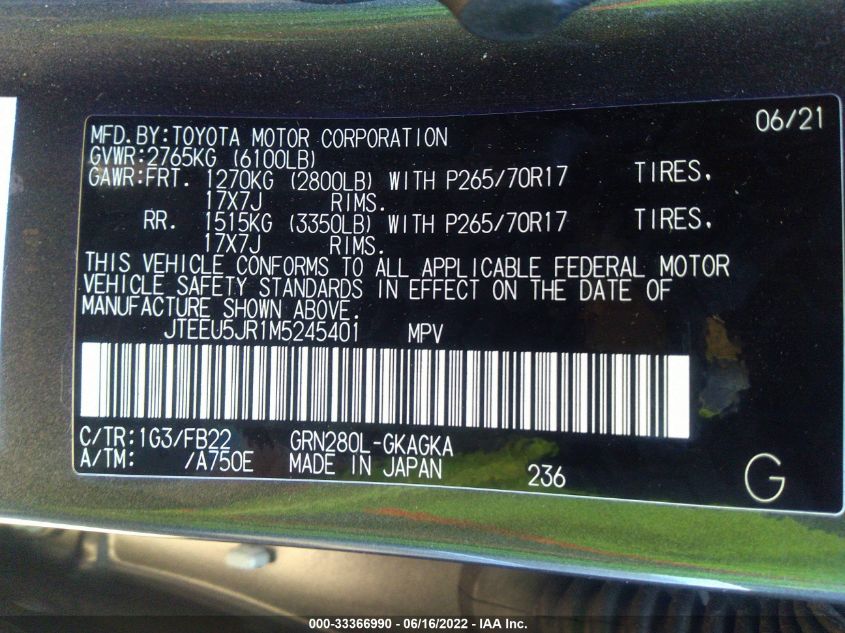 06/21
MFD.BY:TOYOTA MOTOR CORPORATION
GVWR:2765KG (6100LB)
GAWR:FRT. 1270KG (2800LB) WITH P265/70R17 TIRES.
17X7J RIMS.
RR. 1515KG (3350LB) WITH P265/70R17 TIRES.
17X7J RIMS.
THIS VEHICLE CONFORMS TO ALL APPLICABLE FEDERAL MOTOR
VEHICLE SAFETY STANDARDS IN EFFECT ON THE DATE OF
MANUFACTURE SHOWN ABOVE.
JTEEU5JR1M5245401 MPV
C/TR:1G3/FB22 GRN280L-GKAGKA
A/TM: /A750E MADE IN JAPAN 236 G
000-33366990 - 06/16/2022 - IAA Inc.